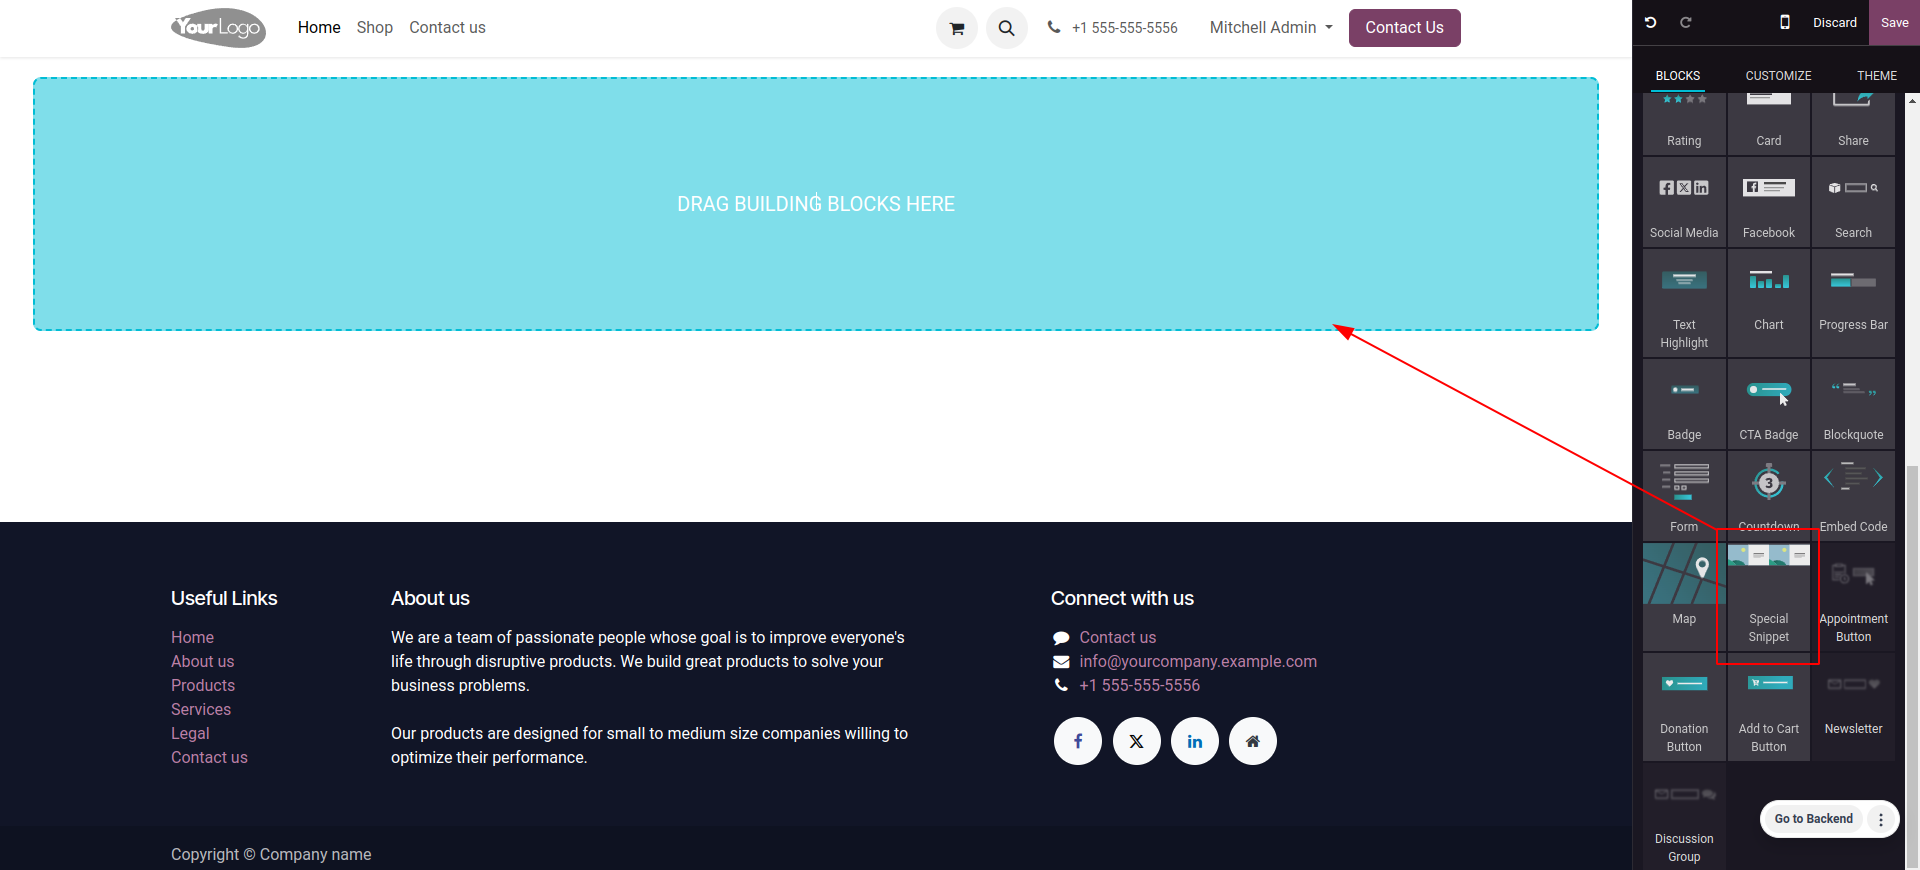 YourLogo
Home Shop Contact us +1 555-555-5556 Mitchell Admin Contact Us
Discard Save
BLOCKS CUSTOMIZE THEME
DRAG BUILDING BLOCKS HERE
Rating Card Share
Social Media Facebook Search
Text Highlight Chart Progress Bar
Badge CTA Badge Blockquote
3
Form Countdown Embed Code
Map Special Snippet Appointment Button
Donation Button Add to Cart Button Newsletter
Discussion Group
Go to Backend
Useful Links
Home
About us
Products
Services
Legal
Contact us
About us
We are a team of passionate people whose goal is to improve everyone's
life through disruptive products. We build great products to solve your
business problems.
Our products are designed for small to medium size companies willing to
optimize their performance.
Connect with us
Contact us
info@yourcompany.example.com
+1 555-555-5556
Copyright © Company name